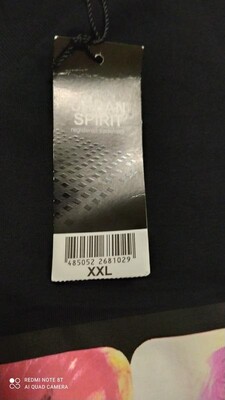 URBAN
SPIRIT
485052 2681029
XXL
REDMI NOTE 8T
AI QUAD CAMERA